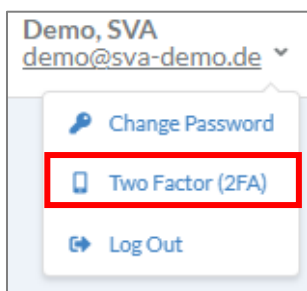 Demo, SVA
demo@sva-demo.de
Change Password
Two Factor (2FA)
Log Out